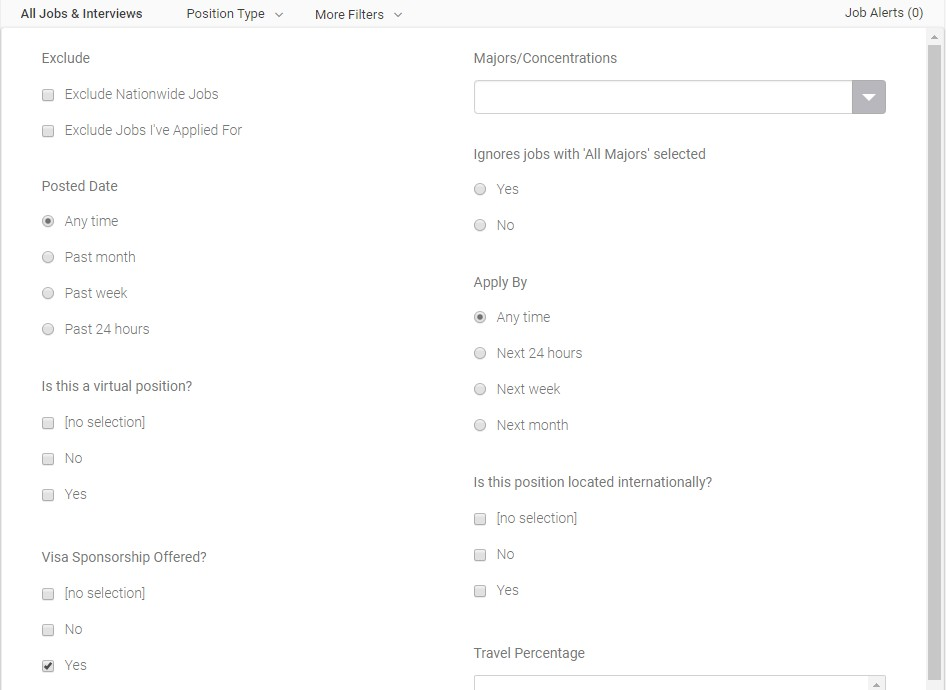 All Jobs & Interviews Position Type More Filters Job Alerts (0)
Exclude
Exclude Nationwide Jobs
Exclude Jobs I've Applied For
Posted Date
Any time
Past month
Past week
Past 24 hours
Is this a virtual position?
[no selection]
No
Yes
Visa Sponsorship Offered?
[no selection]
No
Yes
Majors/Concentrations
Ignores jobs with 'All Majors' selected
Yes
No
Apply By
Any time
Next 24 hours
Next week
Next month
Is this position located internationally?
[no selection]
No
Yes
Travel Percentage